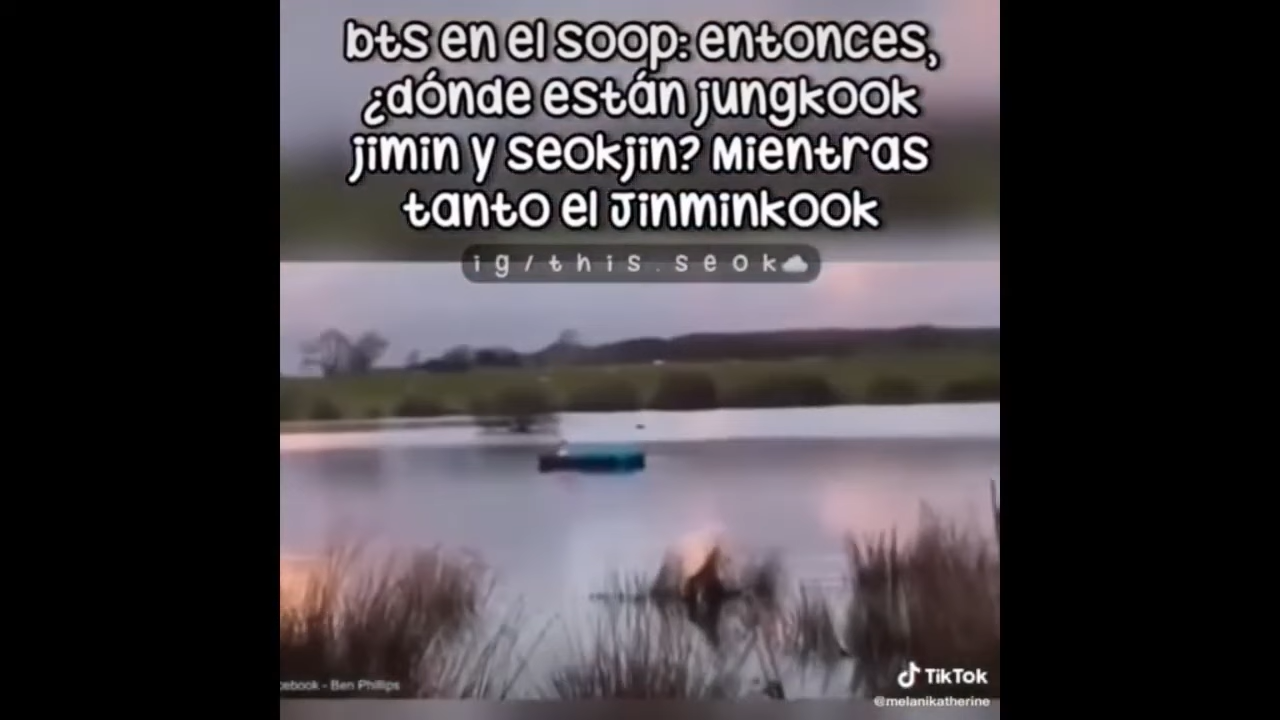 bts en el soop: entonces,
¿dónde están jungkook
jimin y seokjin? Mientras
tanto el Jinminkook
ig/this.seok
ebook - Ben Phillips
TikTok
@melanikatherine